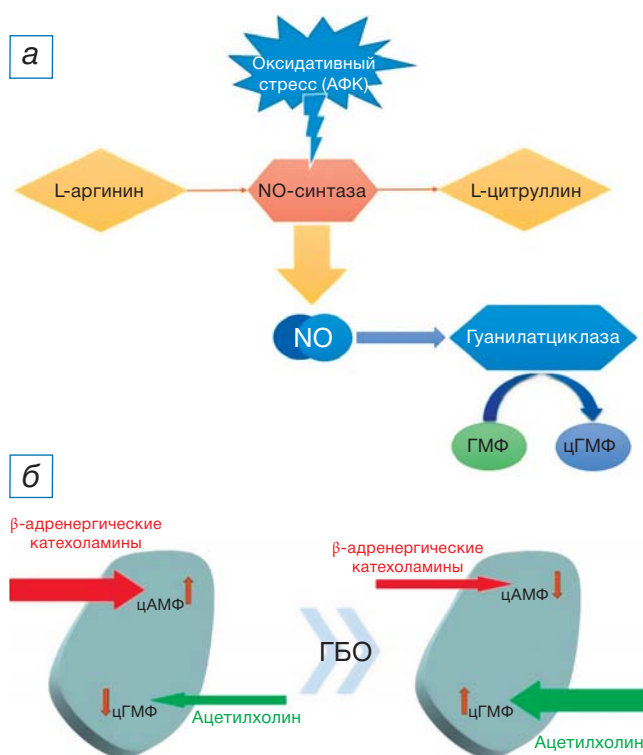 а
Оксидативный
стресс (АФК)
L-аргинин
NO-синтаза
L-цитруллин
NO
Гуанилатциклаза
ГМФ
цГМФ
б
β-адренергические
катехоламины
цАМФ
цГМФ
Ацетилхолин
ГБО
β-адренергические
катехоламины
цАМФ
цГМФ
Ацетилхолин